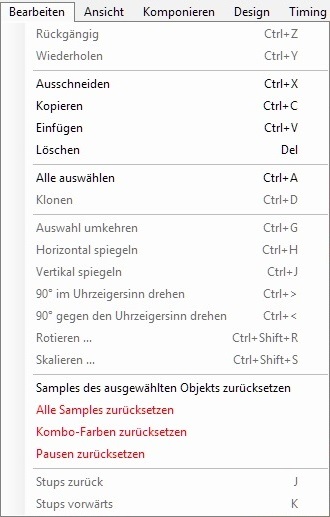 Bearbeiten Ansicht Komponieren Design Timing
Rückgängig Ctrl+Z
Wiederholen Ctrl+Y
Ausschneiden Ctrl+X
Kopieren Ctrl+C
Einfügen Ctrl+V
Löschen Del
Alle auswählen Ctrl+A
Klonen Ctrl+D
Auswahl umkehren Ctrl+G
Horizontal spiegeln Ctrl+H
Vertikal spiegeln Ctrl+J
90° im Uhrzeigersinn drehen Ctrl+>
90° gegen den Uhrzeigersinn drehen Ctrl+<
Rotieren ... Ctrl+Shift+R
Skalieren ... Ctrl+Shift+S
Samples des ausgewählten Objekts zurücksetzen
Alle Samples zurücksetzen
Kombo-Farben zurücksetzen
Pausen zurücksetzen
Stups zurück J
Stups vorwärts K